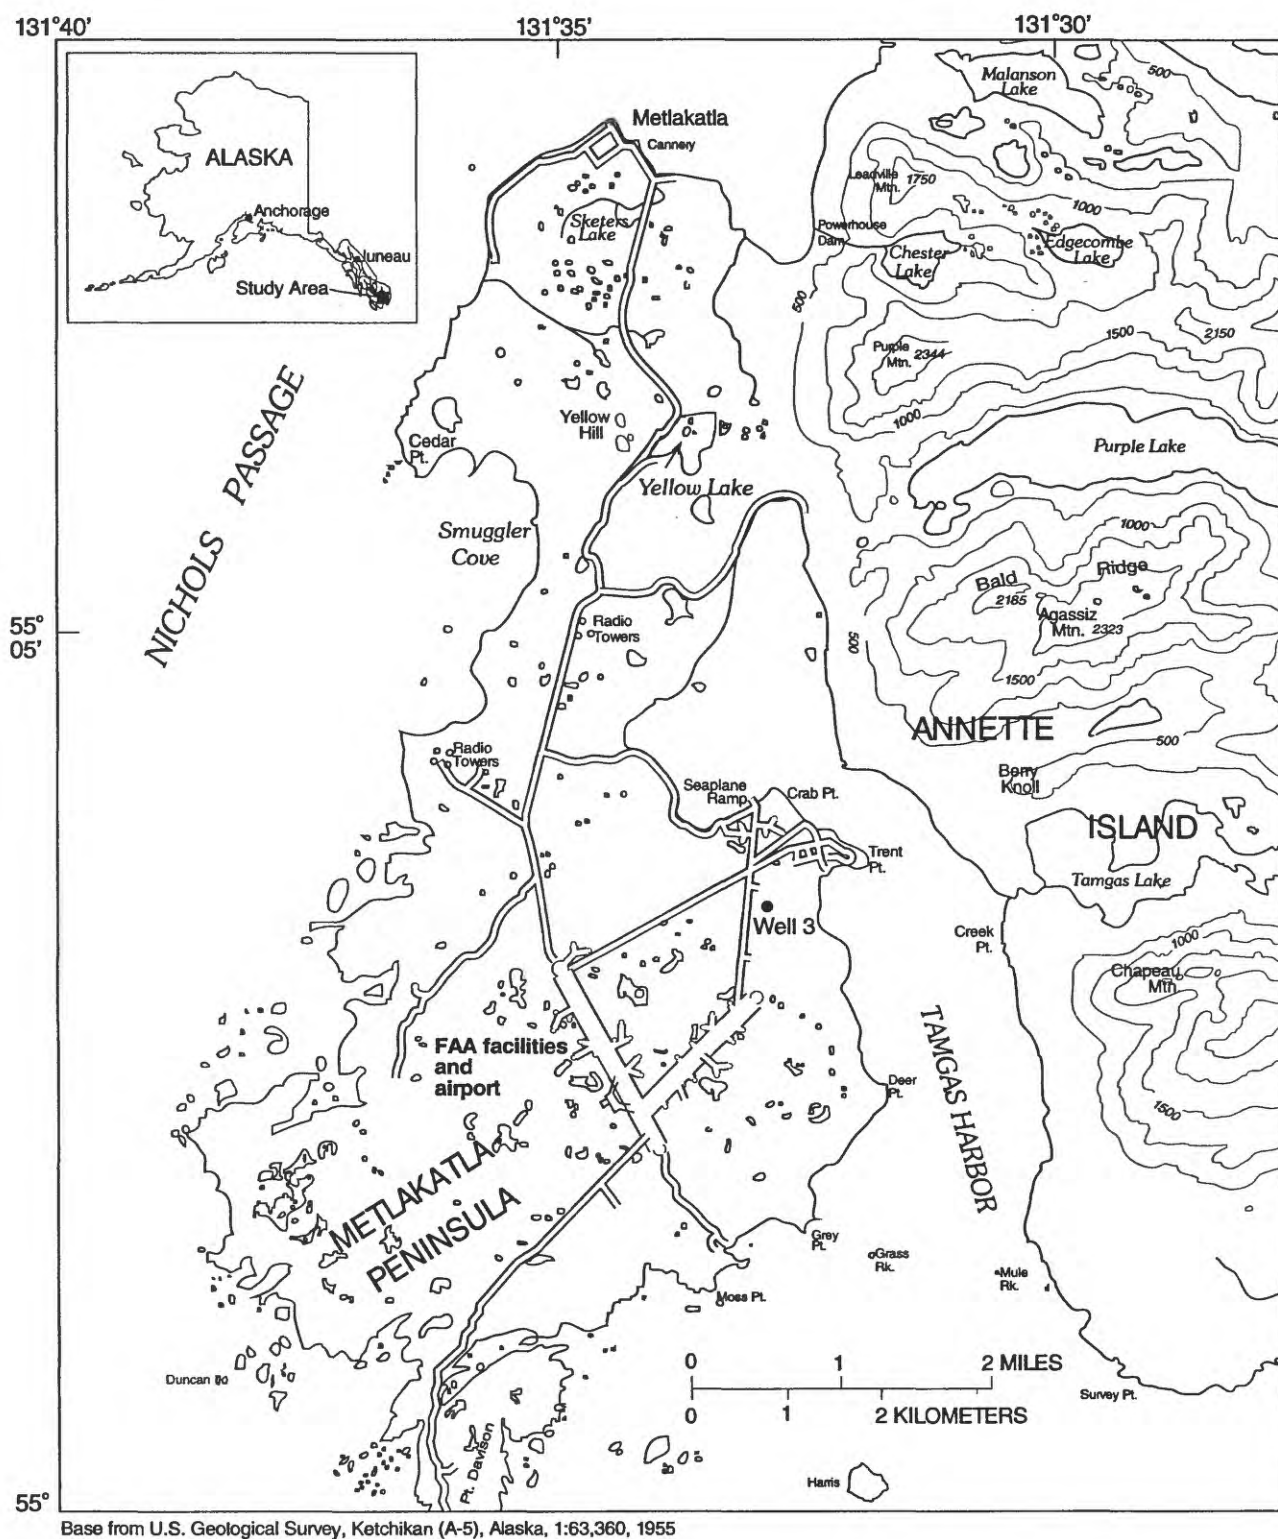 131°40'
131°35'
131°30'
ALASKA
Anchorage
Juneau
Study Area
Metlakatla
Cannery
Malanson
Lake
500
Leadville
Mtn.
1750
1000
Sketers
Lake
Powerhouse
Dam
Chester
Lake
Edgecombe
Lake
500
1500
2150
Purple
Mtn.
2344
1000
Yellow
Hill
Cedar
Pt.
Purple Lake
Yellow Lake
NICHOLS PASSAGE
Smuggler
Cove
1000
Bald Ridge
2185
Agassiz
Mtn. 2323
55°
05'
Radio
Towers
500
1500
ANNETTE
500
Radio
Towers
Berry
Knoll
Seaplane
Ramp
Crab Pt.
ISLAND
Trent
Pt.
Tamgas Lake
Well 3
Creek
Pt.
1000
Chapeau
Mtn
FAA facilities
and
airport
TAMGAS HARBOR
Deer
Pt.
1500
METLAKATLA
PENINSULA
Grey
Pt.
Grass
Rk.
Mule
Rk.
Moss Pt.
Duncan
0 1 2 MILES
0 1 2 KILOMETERS
Survey Pt.
Pt. Davison
Harris
55°
Base from U.S. Geological Survey, Ketchikan (A-5), Alaska, 1:63,360, 1955